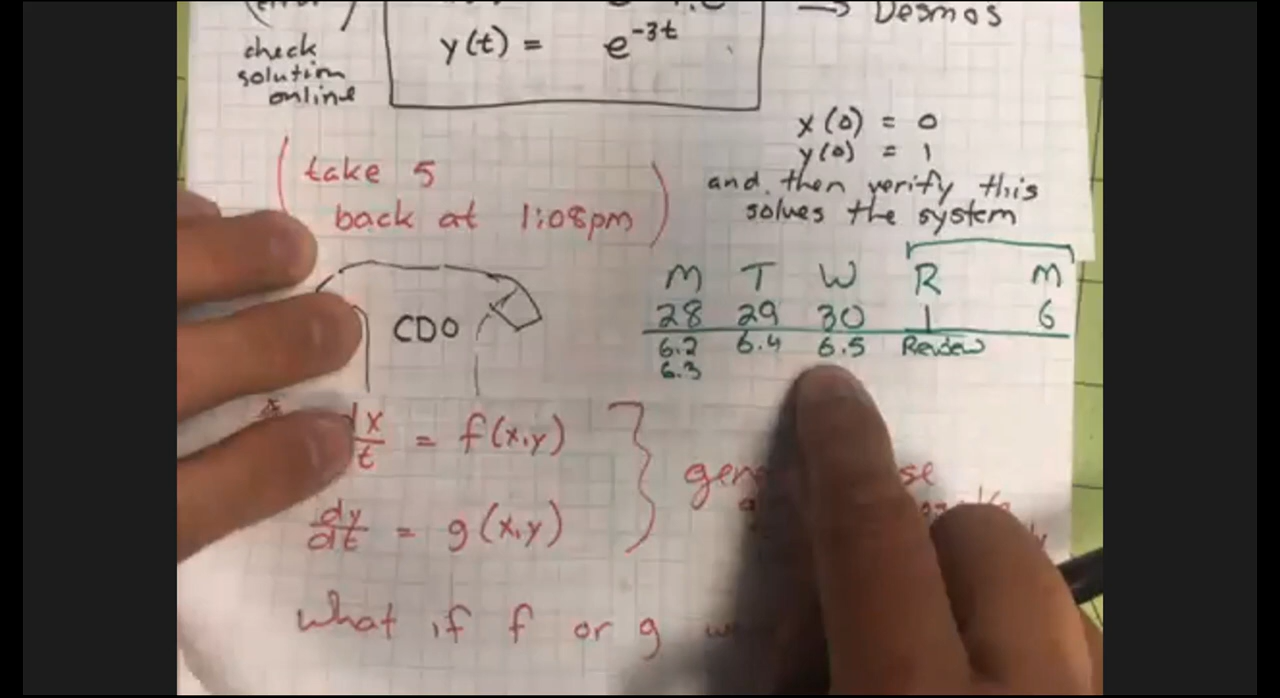 → Desmos
y(t) = e^{-3t}
check
solution
online
x(0) = 0
y(0) = 1
and then verify this
solves the system
(take 5
back at 1:08pm)
M T W R M
28 29 30 1 6
6.2 6.4 6.5 Review
6.3
CDO
= f(x,y)
dy/dt = g(x,y)
what if f or g